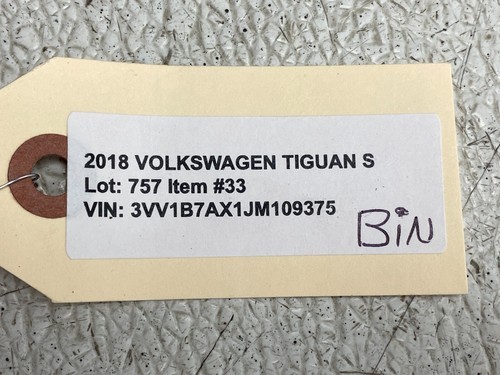 2018 VOLKSWAGEN TIGUAN S
Lot: 757 Item #33
VIN: 3VV1B7AX1JM109375
BiN